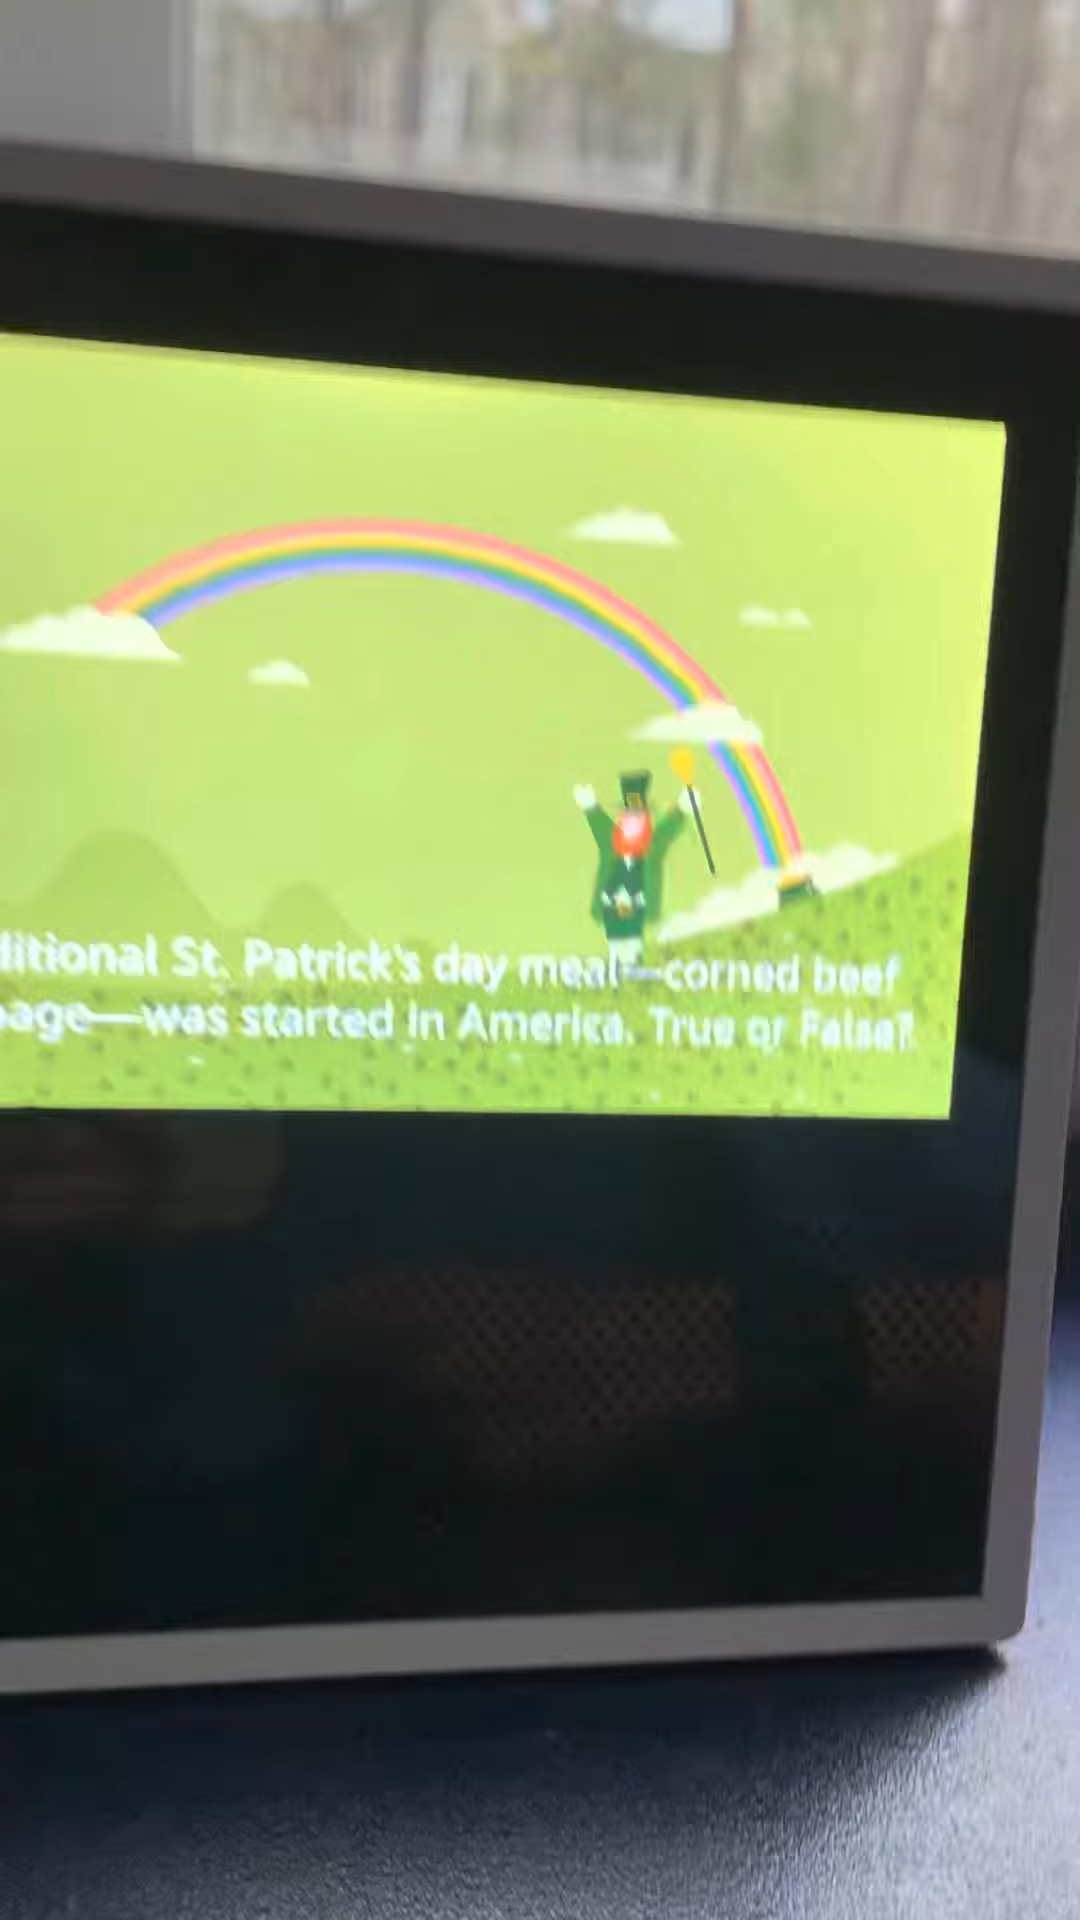 ditional St. Patrick's day meal—corned beef
bage—was started in America. True or False?